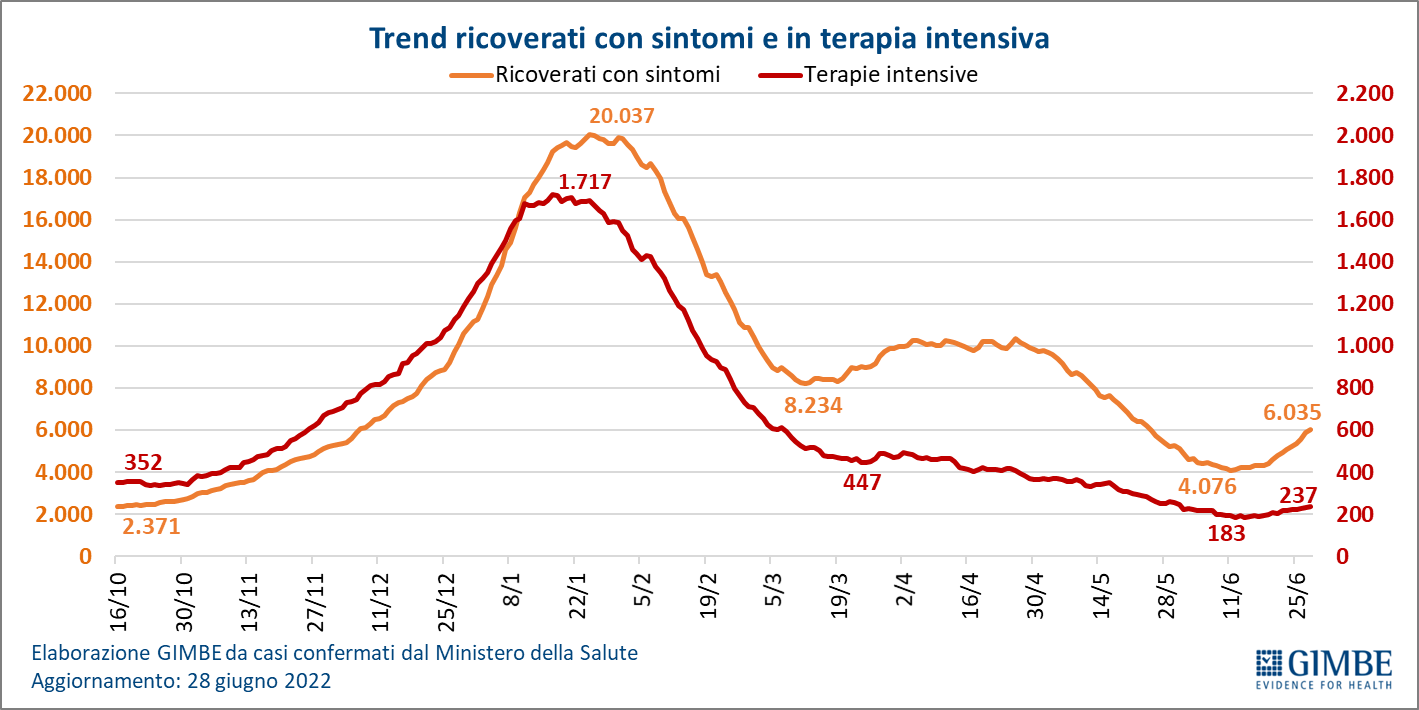 Trend ricoverati con sintomi e in terapia intensiva
Ricoverati con sintomi Terapie intensive
22.000 2.200
20.000 20.037 2.000
18.000 1.717 1.800
16.000 1.600
14.000 1.400
12.000 1.200
10.000 1.000
8.000 8.234 800
6.000 6.035 600
4.000 352 447 4.076 237 400
2.000 2.371 183 200
0 0
16/10 30/10 13/11 27/11 11/12 25/12 8/1 22/1 5/2 19/2 5/3 19/3 2/4 16/4 30/4 14/5 28/5 11/6 25/6
Elaborazione GIMBE da casi confermati dal Ministero della Salute
Aggiornamento: 28 giugno 2022
GIMBE
EVIDENCE FOR HEALTH